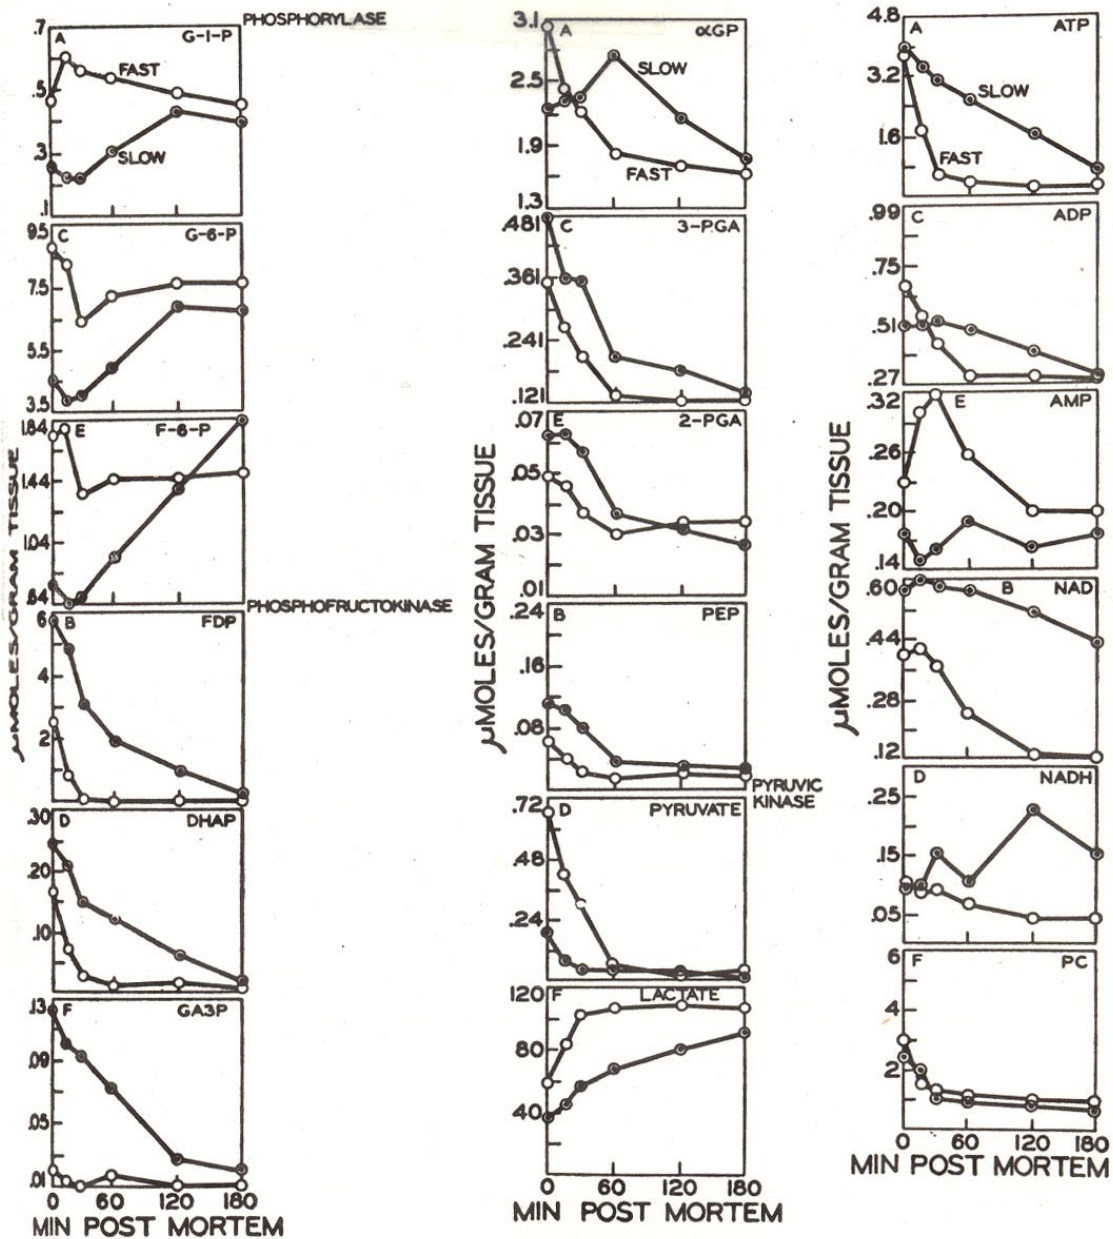 PHOSPHORYLASE
.7
A
G-1-P
FAST
.5
.3
SLOW
.1
9.5
C
G-6-P
7.5
5.5
3.5
1.84
E
F-6-P
1.44
1.04
.64
PHOSPHOFRUCTOKINASE
6
B
FDP
4
2
.30
D
DHAP
.20
.10
.13
F
GA3P
.09
.05
.01
0 60 120 180
MIN POST MORTEM
µMOLES/GRAM TISSUE
3.1
A
αGP
2.5
SLOW
1.9
FAST
1.3
.481
C
3-PGA
.361
.241
.121
.07
E
2-PGA
.05
.03
.01
.24
B
PEP
.16
.08
PYRUVIC
KINASE
.72
D
PYRUVATE
.48
.24
120
F
LACTATE
80
40
0 60 120 180
MIN POST MORTEM
µMOLES/GRAM TISSUE
4.8
A
ATP
3.2
SLOW
1.6
FAST
.99
C
ADP
.75
.51
.27
.32
E
AMP
.26
.20
.14
.60
B
NAD
.44
.28
.12
D
NADH
.25
.15
.05
6
F
PC
4
2
0 60 120 180
MIN POST MORTEM
µMOLES/GRAM TISSUE